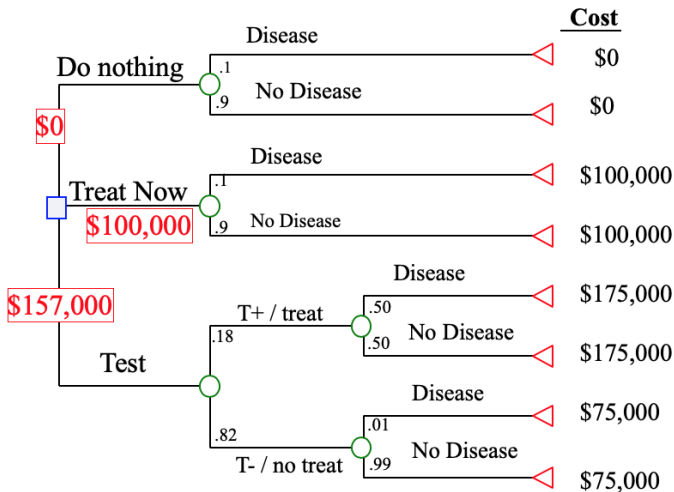 Cost
Disease
$0
Do nothing
.1
No Disease
.9
$0
$0
Disease
$100,000
Treat Now
.1
$100,000
No Disease
.9
$100,000
$157,000
Disease
$175,000
T+ / treat
.50
.18
.50
No Disease
$175,000
Test
Disease
$75,000
.82
.01
T- / no treat
.99
No Disease
$75,000